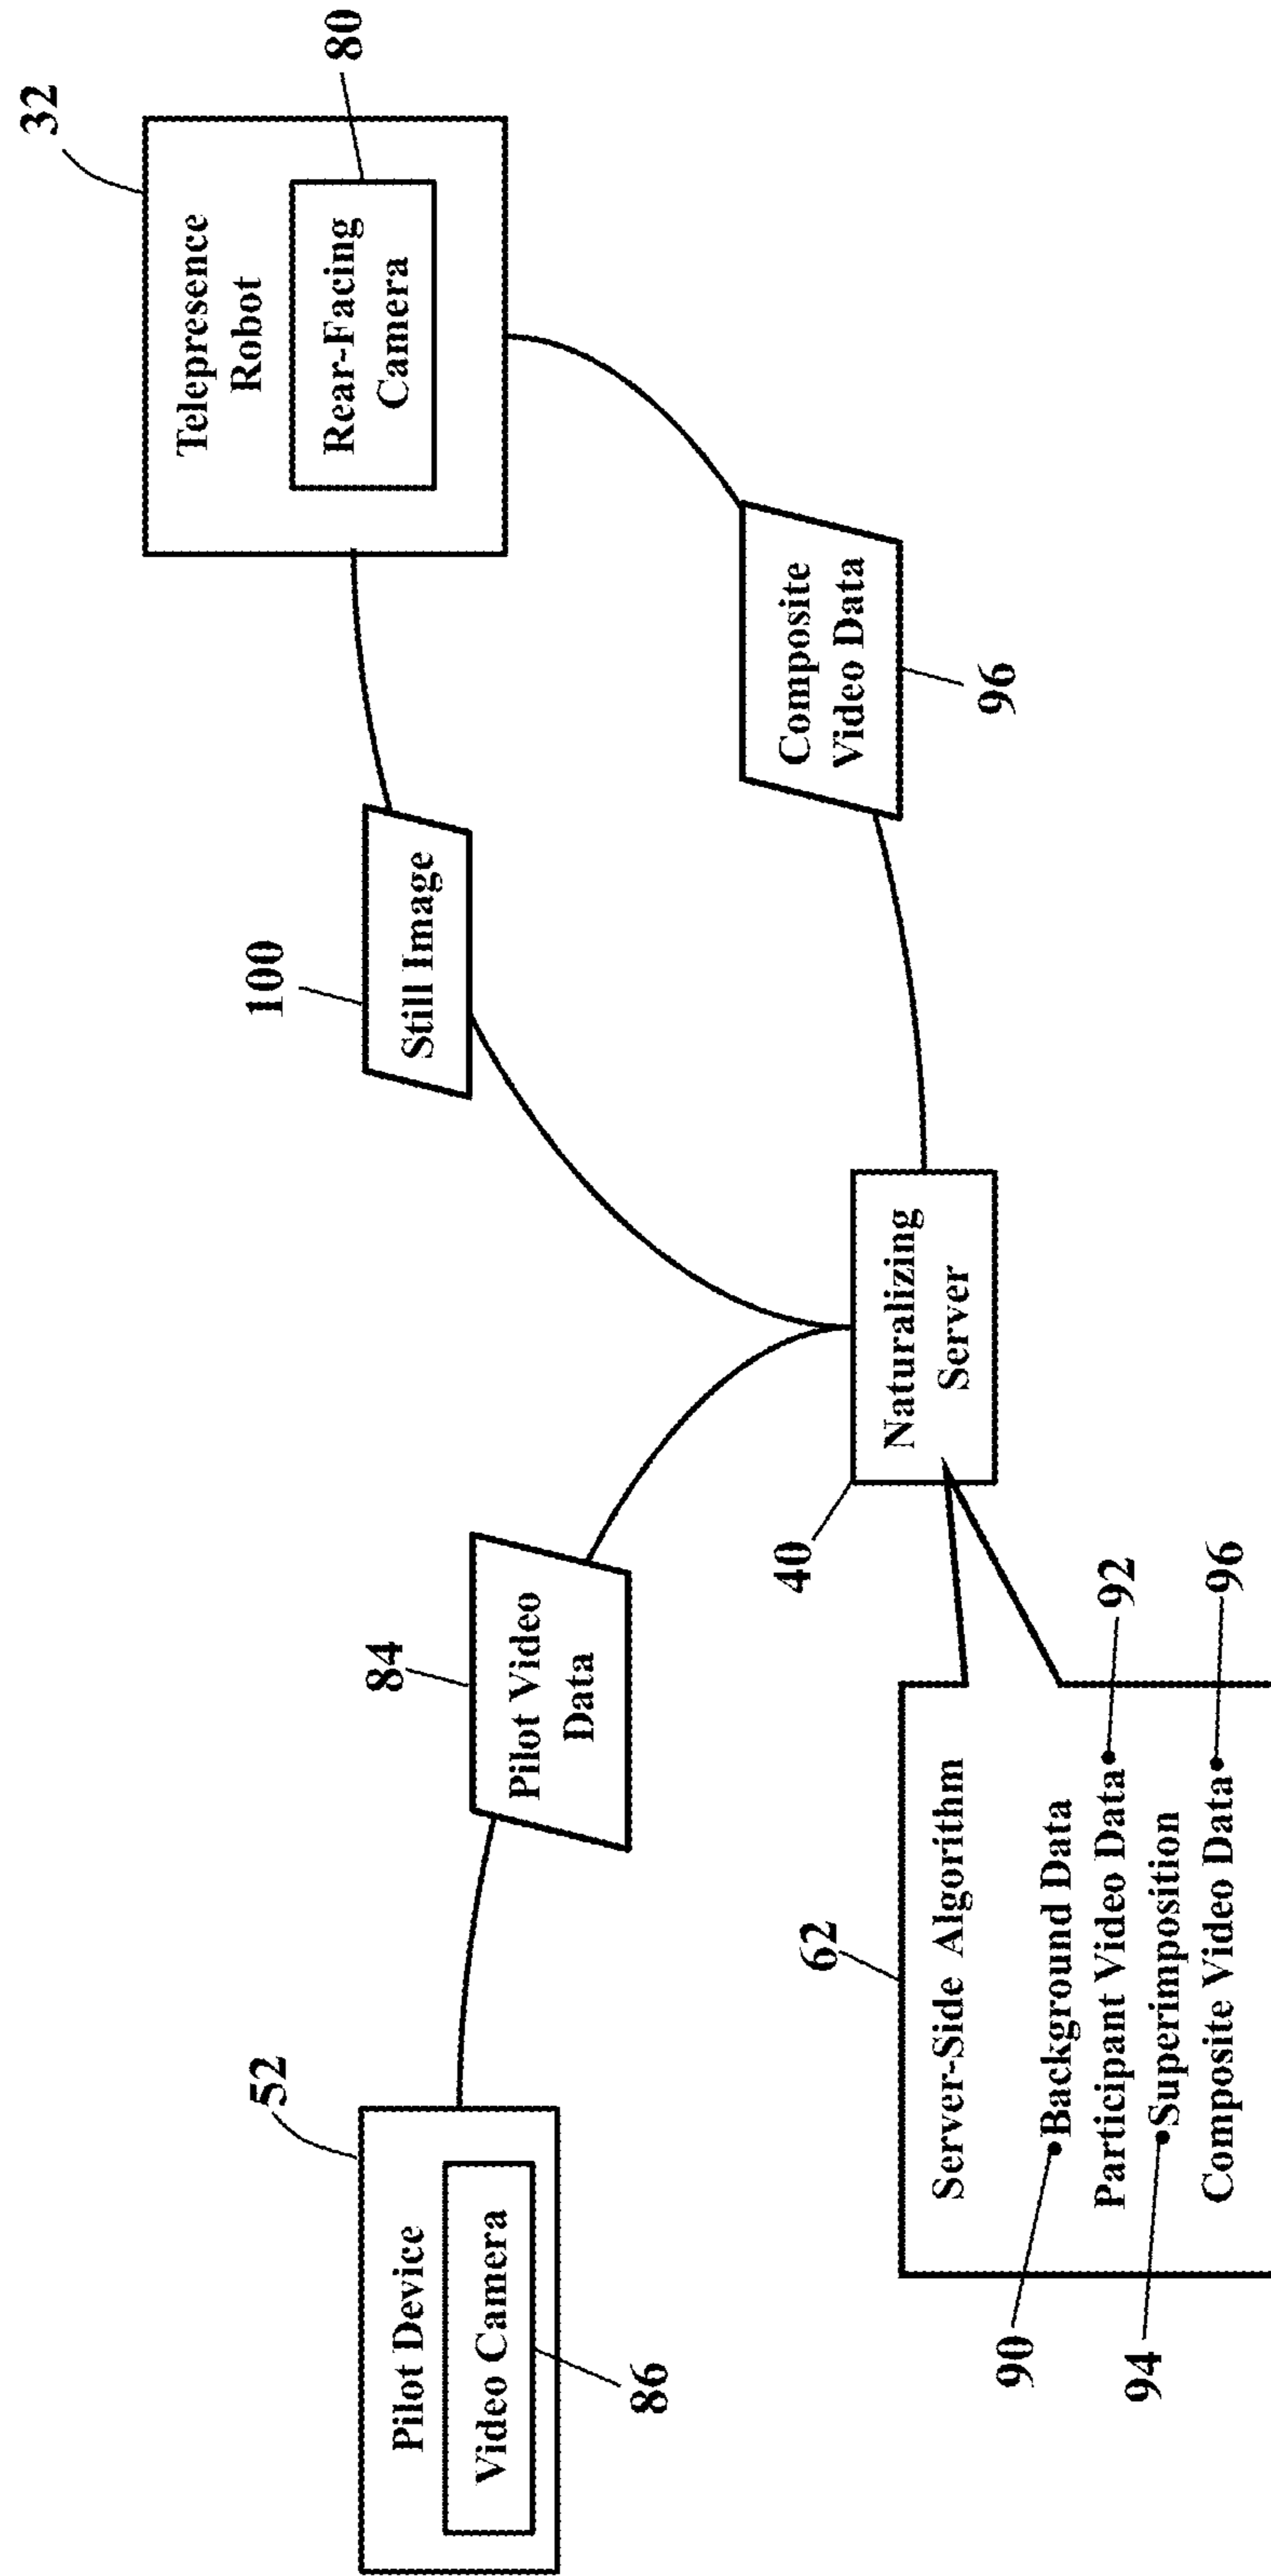 52
Pilot Device
Video Camera
86
84
Pilot Video
Data
100
Still Image
32
Telepresence
Robot
Rear-Facing
Camera
80
40
Naturalizing
Server
Composite
Video Data
96
62
Server-Side Algorithm
90
Background Data
Participant Video Data
92
94
Superimposition
Composite Video Data
96